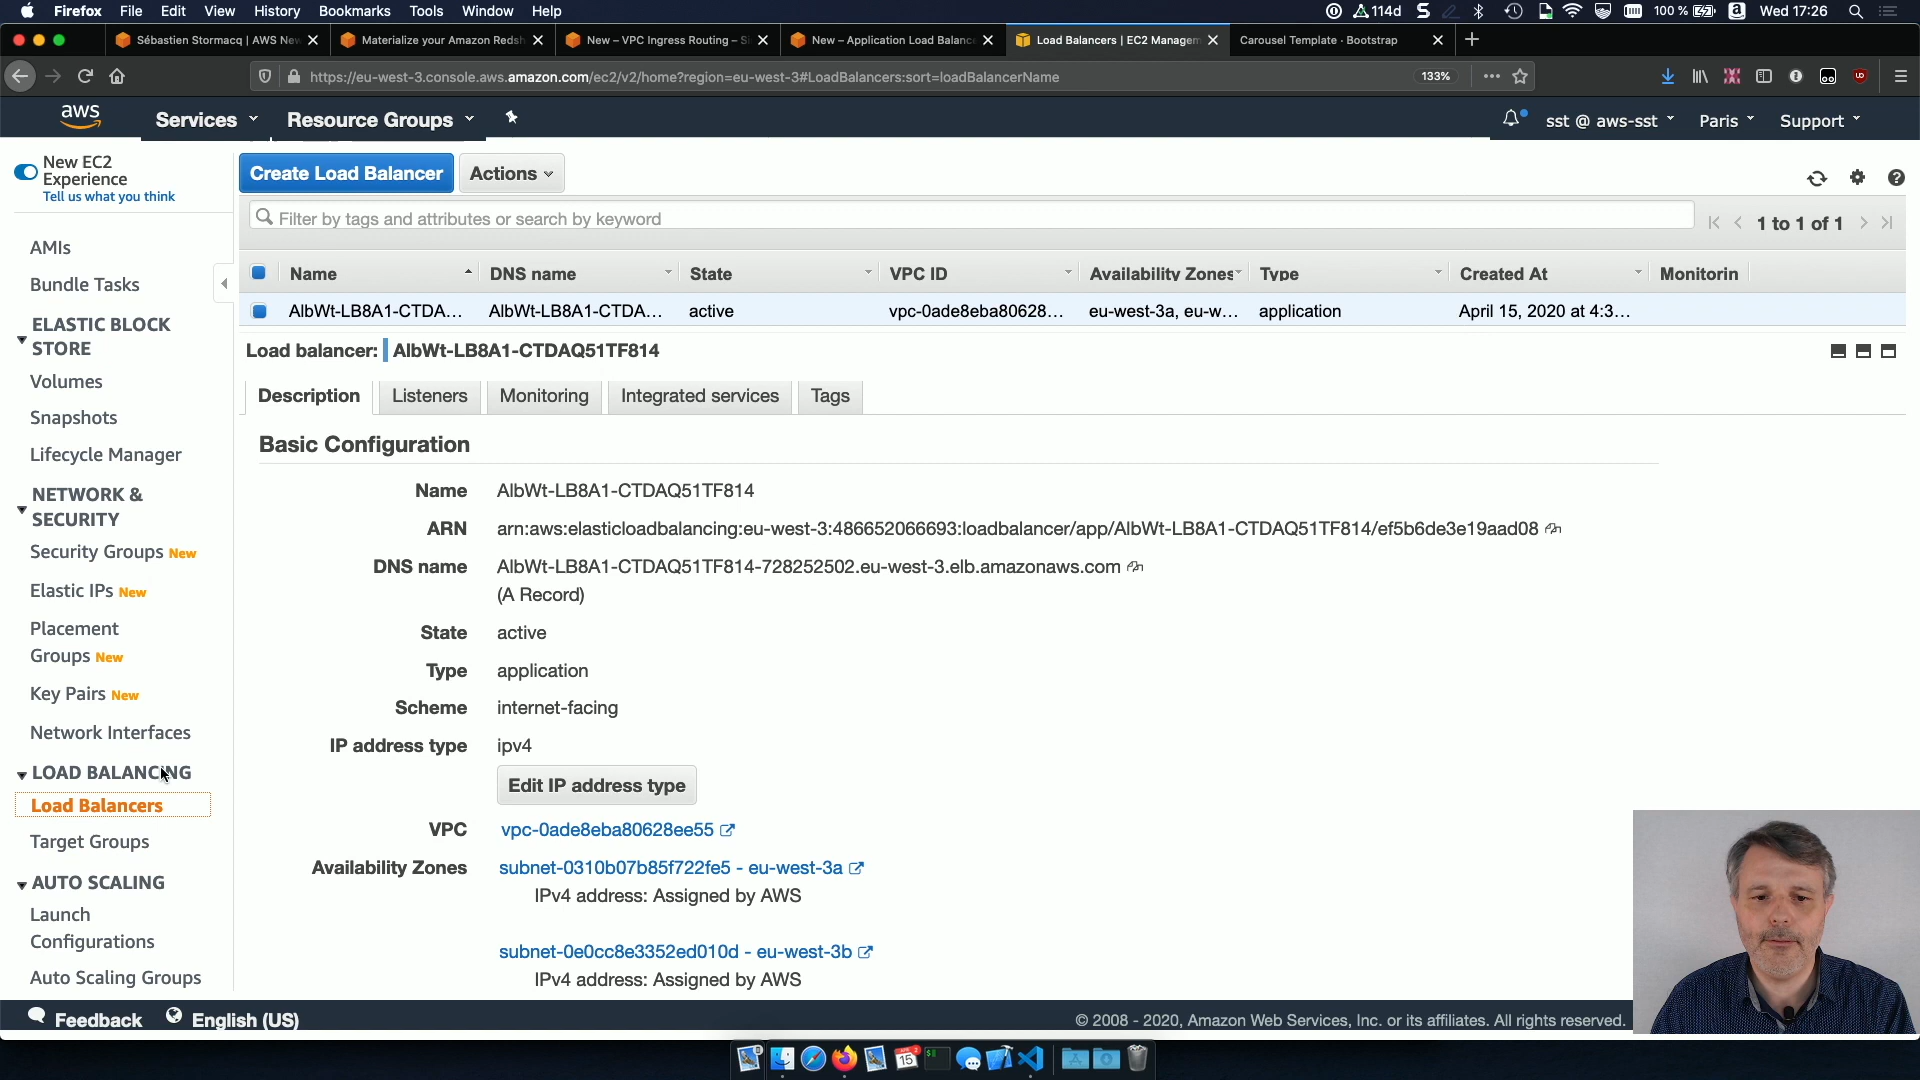 Firefox File Edit View History Bookmarks Tools Window Help
114d 100 % Wed 17:26
Sébastien Stormacq | AWS Ne
Materialize your Amazon Redsh
New – VPC Ingress Routing – Si
New – Application Load Balanc
Load Balancers | EC2 Managem
Carousel Template · Bootstrap
https://eu-west-3.console.aws.amazon.com/ec2/v2/home?region=eu-west-3#LoadBalancers:sort=loadBalancerName
133%
aws
Services
Resource Groups
sst @ aws-sst
Paris
Support
New EC2
Experience
Tell us what you think
AMIs
Bundle Tasks
ELASTIC BLOCK
STORE
Volumes
Snapshots
Lifecycle Manager
NETWORK &
SECURITY
Security Groups New
Elastic IPs New
Placement
Groups New
Key Pairs New
Network Interfaces
LOAD BALANCING
Load Balancers
Target Groups
AUTO SCALING
Launch
Configurations
Auto Scaling Groups
Create Load Balancer
Actions
Filter by tags and attributes or search by keyword
1 to 1 of 1
Name DNS name State VPC ID Availability Zones Type Created At Monitorin
AlbWt-LB8A1-CTDA... AlbWt-LB8A1-CTDA... active vpc-0ade8eba80628... eu-west-3a, eu-w... application April 15, 2020 at 4:3...
Load balancer: AlbWt-LB8A1-CTDAQ51TF814
Description Listeners Monitoring Integrated services Tags
Basic Configuration
Name AlbWt-LB8A1-CTDAQ51TF814
ARN arn:aws:elasticloadbalancing:eu-west-3:486652066693:loadbalancer/app/AlbWt-LB8A1-CTDAQ51TF814/ef5b6de3e19aad08
DNS name AlbWt-LB8A1-CTDAQ51TF814-728252502.eu-west-3.elb.amazonaws.com
(A Record)
State active
Type application
Scheme internet-facing
IP address type ipv4
Edit IP address type
VPC vpc-0ade8eba80628ee55
Availability Zones subnet-0310b07b85f722fe5 - eu-west-3a
IPv4 address: Assigned by AWS
subnet-0e0cc8e3352ed010d - eu-west-3b
IPv4 address: Assigned by AWS
Feedback
English (US)
© 2008 - 2020, Amazon Web Services, Inc. or its affiliates. All rights reserved.
15